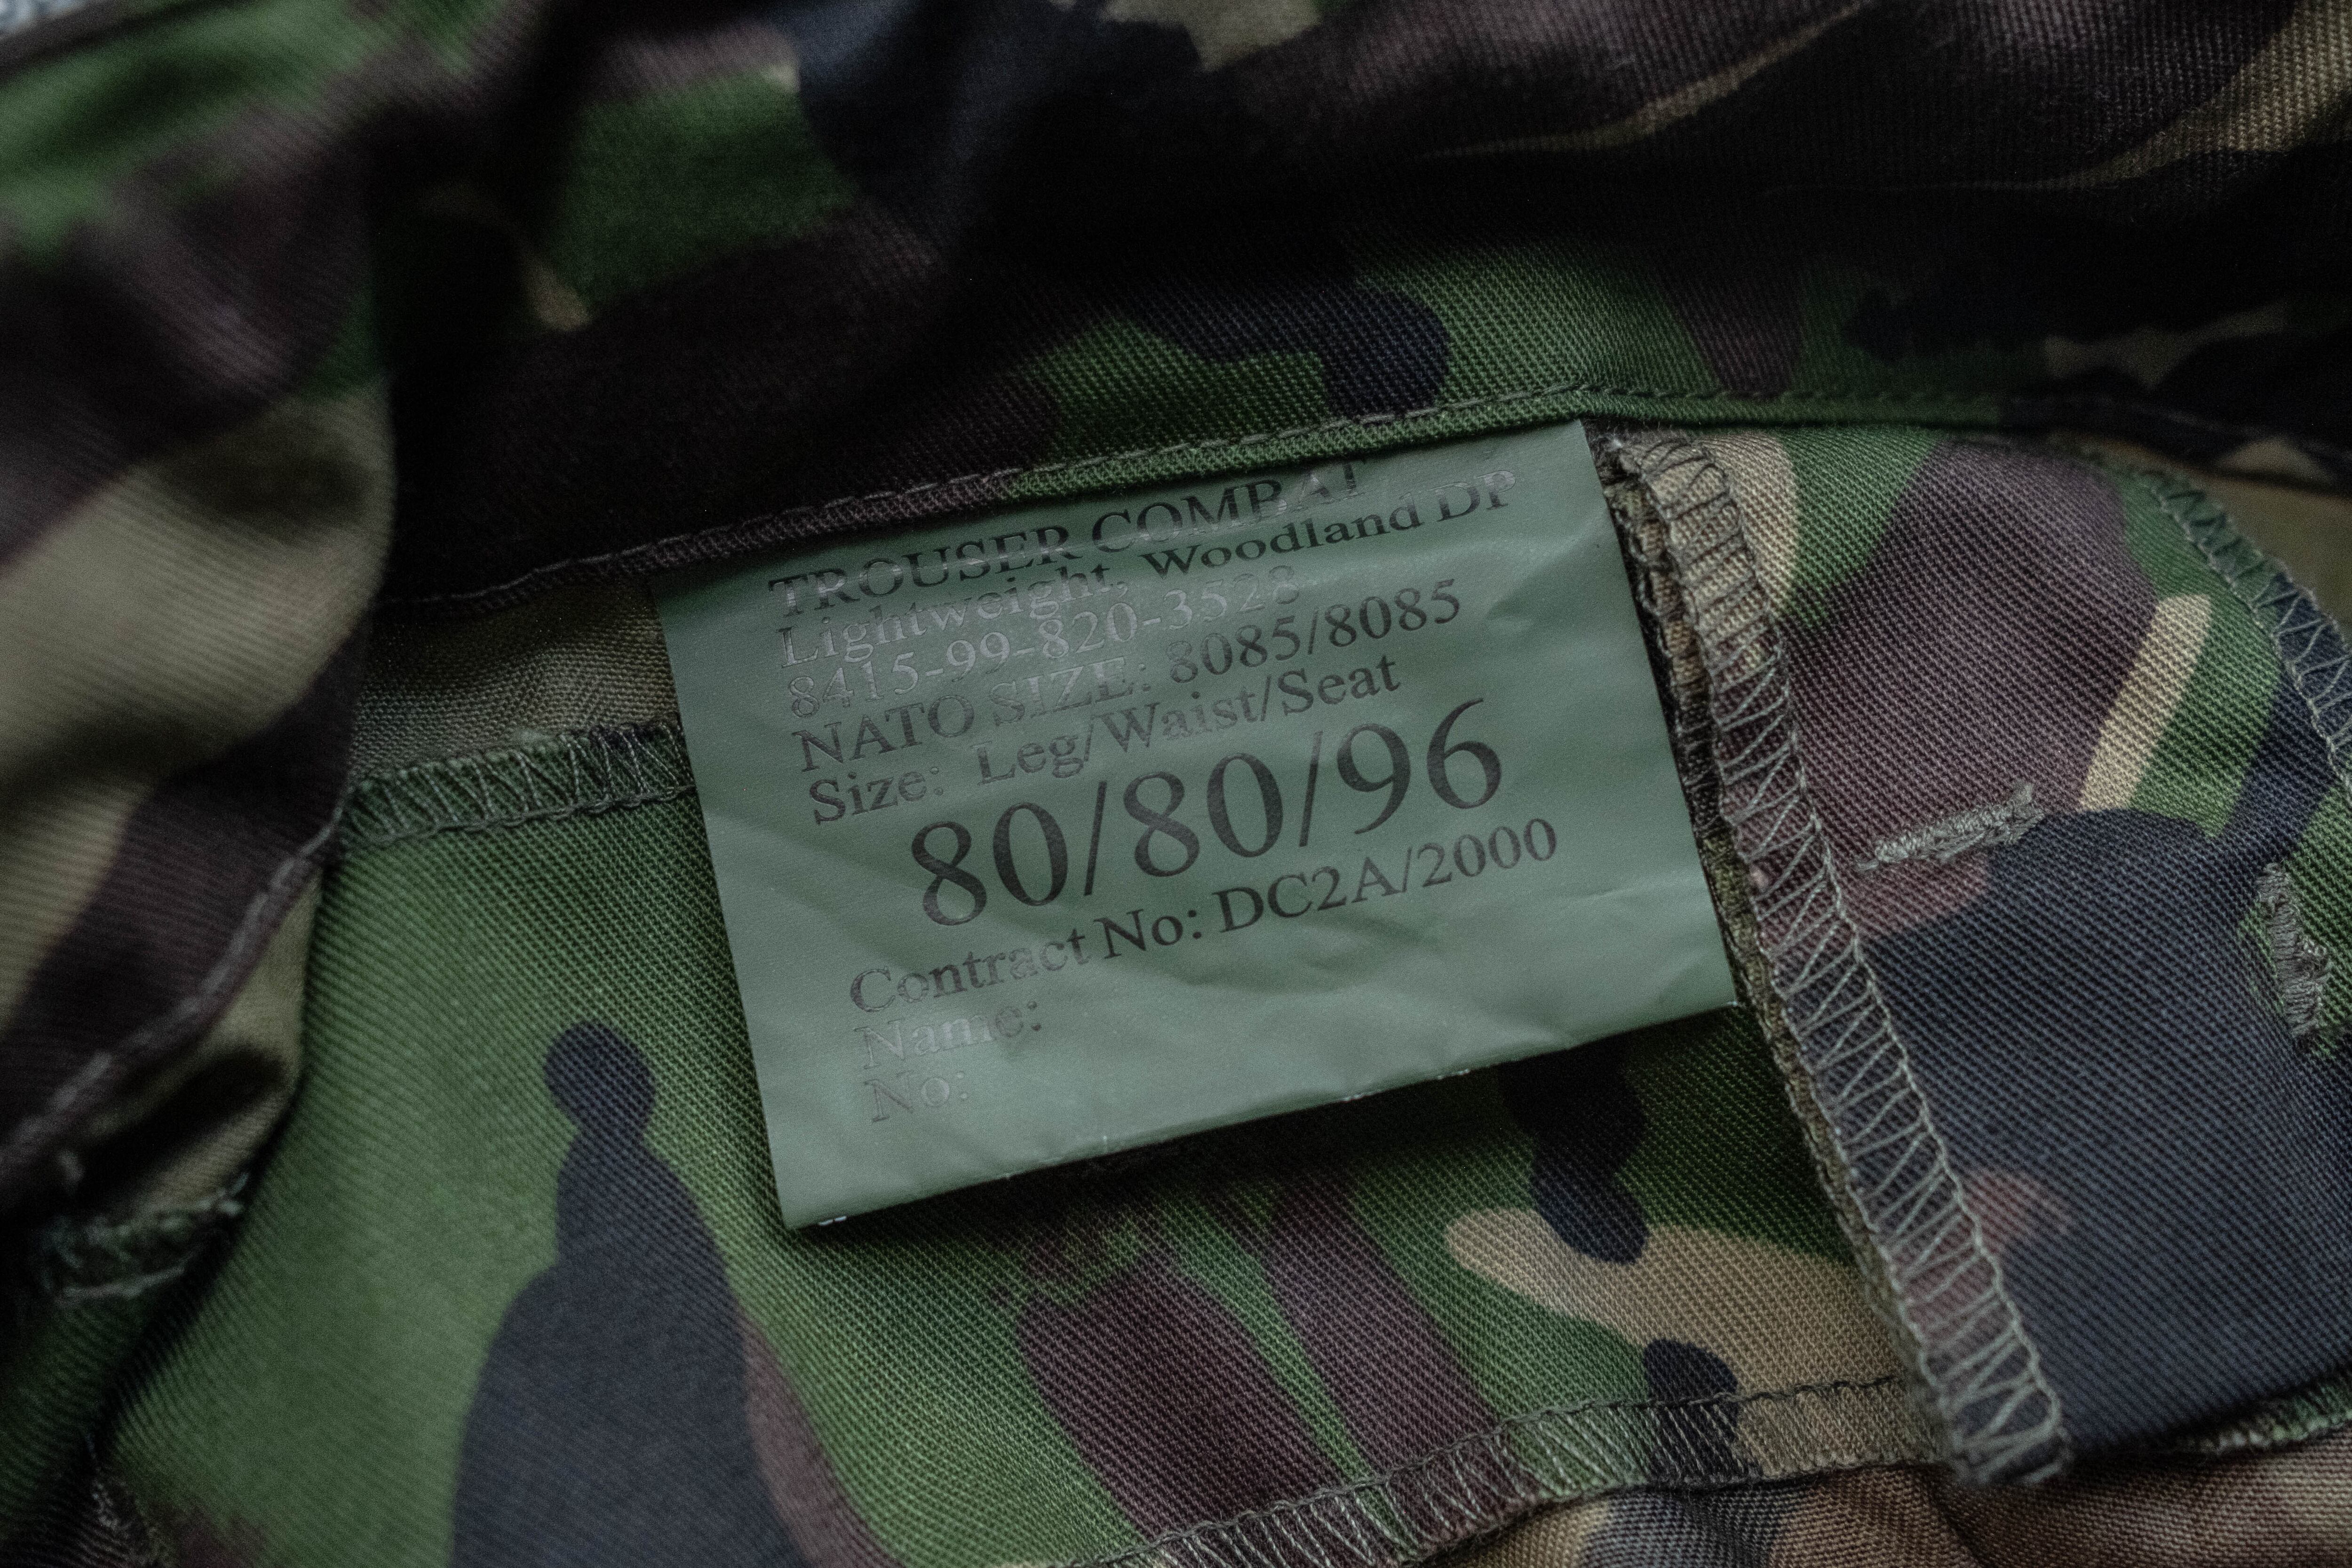 TROUSER COMBAT
Lightweight, Woodland DP
8415-99-820-3528
NATO SIZE: 8085/8085
Size: Leg/Waist/Seat
80/80/96
Contract No: DC2A/2000
Name:
No: